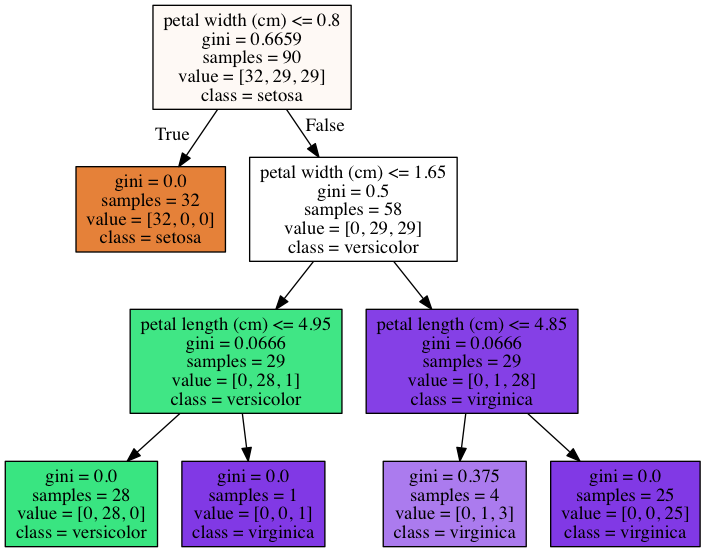 petal width (cm) <= 0.8
gini = 0.6659
samples = 90
value = [32, 29, 29]
class = setosa
True
False
gini = 0.0
samples = 32
value = [32, 0, 0]
class = setosa
petal width (cm) <= 1.65
gini = 0.5
samples = 58
value = [0, 29, 29]
class = versicolor
petal length (cm) <= 4.95
gini = 0.0666
samples = 29
value = [0, 28, 1]
class = versicolor
petal length (cm) <= 4.85
gini = 0.0666
samples = 29
value = [0, 1, 28]
class = virginica
gini = 0.0
samples = 28
value = [0, 28, 0]
class = versicolor
gini = 0.0
samples = 1
value = [0, 0, 1]
class = virginica
gini = 0.375
samples = 4
value = [0, 1, 3]
class = virginica
gini = 0.0
samples = 25
value = [0, 0, 25]
class = virginica